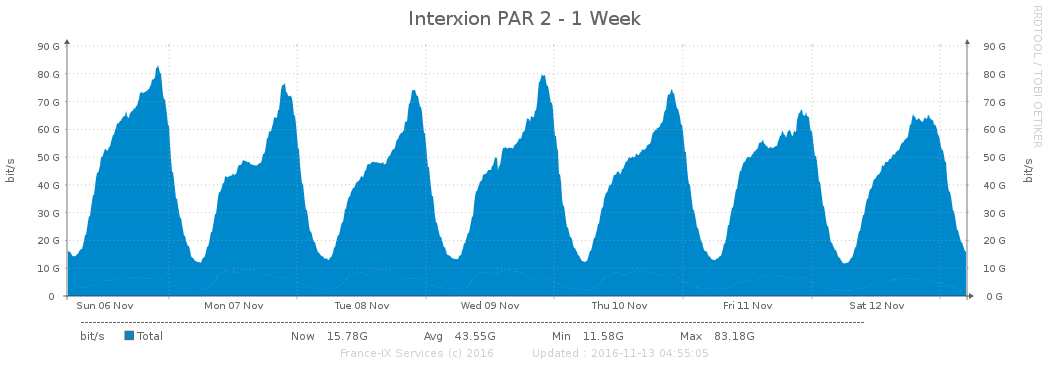 Interxion PAR 2 - 1 Week
RRDTOOL / TOBI OETIKER
90 G 90 G
80 G 80 G
70 G 70 G
60 G 60 G
50 G 50 G
40 G 40 G
30 G 30 G
20 G 20 G
10 G 10 G
0 0 G
bit/s
bit/s
Sun 06 Nov Mon 07 Nov Tue 08 Nov Wed 09 Nov Thu 10 Nov Fri 11 Nov Sat 12 Nov
bit/s Total Now 15.78G Avg 43.55G Min 11.58G Max 83.18G
France-IX Services (c) 2016 Updated : 2016-11-13 04:55:05